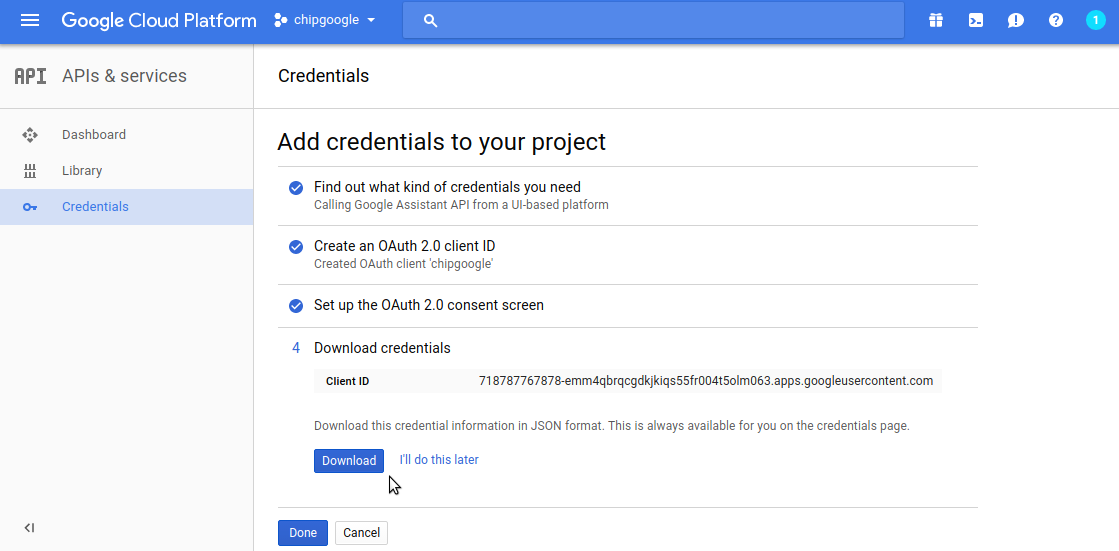 Google Cloud Platform
chipgoogle
1
API
APIs & services
Credentials
Dashboard
Library
Credentials
Add credentials to your project
Find out what kind of credentials you need
Calling Google Assistant API from a UI-based platform
Create an OAuth 2.0 client ID
Created OAuth client 'chipgoogle'
Set up the OAuth 2.0 consent screen
4 Download credentials
Client ID 718787767878-emm4qbrqcgdkjkiqs55fr004t5olm063.apps.googleusercontent.com
Download this credential information in JSON format. This is always available for you on the credentials page.
Download I'll do this later
Done Cancel